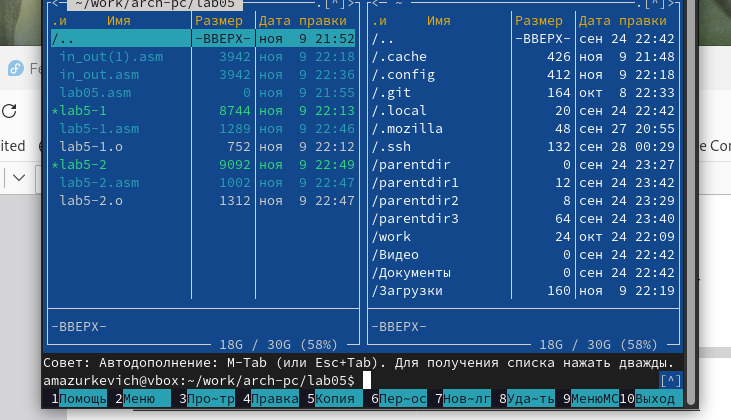 <─ ~/work/arch-pc/lab05 ─.[^]> <─ ~ ─.[^]>
.и Имя Размер Дата правки .и Имя Размер Дата правки
/.. -ВВЕРХ- ноя 9 21:52 /.. -ВВЕРХ- сен 24 22:42
in_out(1).asm 3942 ноя 9 22:18 /.cache 426 ноя 9 21:48
in_out.asm 3942 ноя 9 22:36 /.config 412 ноя 9 22:18
lab05.asm 0 ноя 9 21:55 /.git 164 окт 8 22:33
*lab5-1 8744 ноя 9 22:13 /.local 20 сен 24 22:42
lab5-1.asm 1289 ноя 9 22:46 /.mozilla 48 сен 27 20:55
lab5-1.o 752 ноя 9 22:12 /.ssh 132 сен 28 00:29
*lab5-2 9092 ноя 9 22:49 /parentdir 0 сен 24 23:27
lab5-2.asm 1002 ноя 9 22:47 /parentdir1 12 сен 24 23:42
lab5-2.o 1312 ноя 9 22:47 /parentdir2 8 сен 24 23:29
/parentdir3 64 сен 24 23:40
/work 24 окт 24 22:09
/Видео 0 сен 24 22:42
/Документы 0 сен 24 22:42
/Загрузки 160 ноя 9 22:19
-ВВЕРХ- -ВВЕРХ-
18G / 30G (58%) 18G / 30G (58%)
Совет: Автодополнение: M-Tab (или Esc+Tab). Для получения списка нажать дважды.
amazurkevich@vbox:~/work/arch-pc/lab05$ [^]
1Помощь 2Меню 3Про~тр 4Правка 5Копия 6Пер~ос 7Нов~лг 8Уда~ть 9МенюMC 10Выход